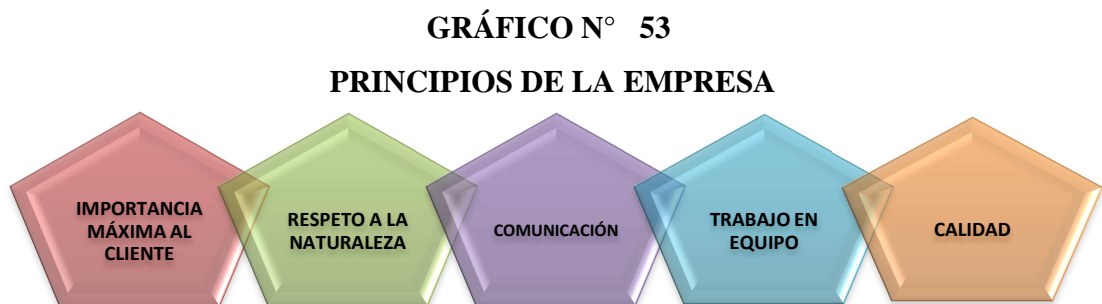 GRÁFICO N° 53
PRINCIPIOS DE LA EMPRESA
IMPORTANCIA
MÁXIMA AL
CLIENTE
RESPETO A LA
NATURALEZA
COMUNICACIÓN
TRABAJO EN
EQUIPO
CALIDAD